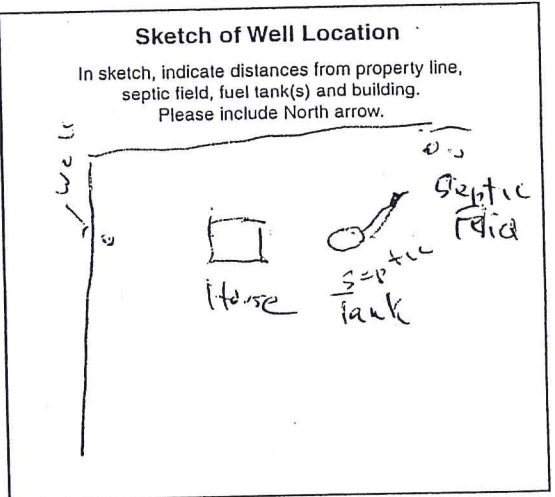 Sketch of Well Location
In sketch, indicate distances from property line,
septic field, fuel tank(s) and building.
Please include North arrow.
Well
Septic
House
Septic
Tank